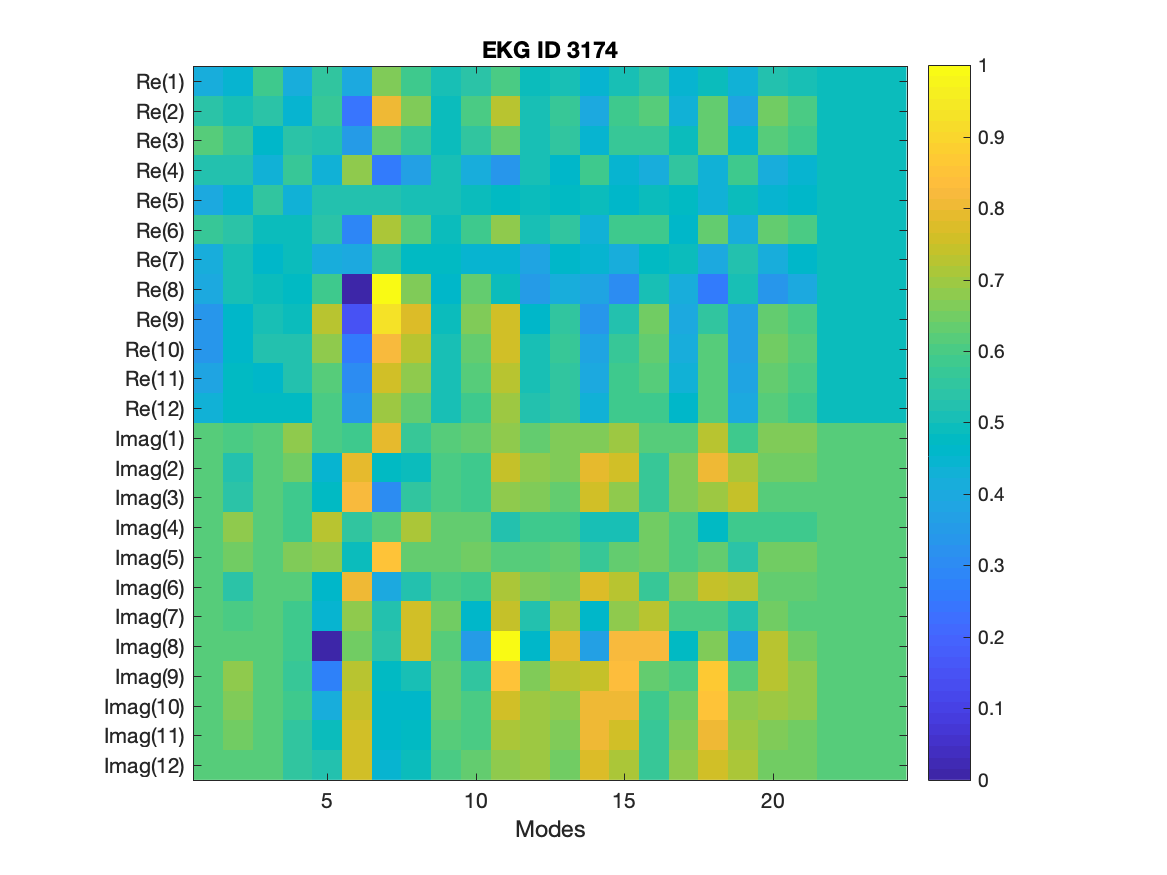 EKG ID 3174
Re(1)
Re(2)
Re(3)
Re(4)
Re(5)
Re(6)
Re(7)
Re(8)
Re(9)
Re(10)
Re(11)
Re(12)
Imag(1)
Imag(2)
Imag(3)
Imag(4)
Imag(5)
Imag(6)
Imag(7)
Imag(8)
Imag(9)
Imag(10)
Imag(11)
Imag(12)
5 10 15 20
Modes
1
0.9
0.8
0.7
0.6
0.5
0.4
0.3
0.2
0.1
0